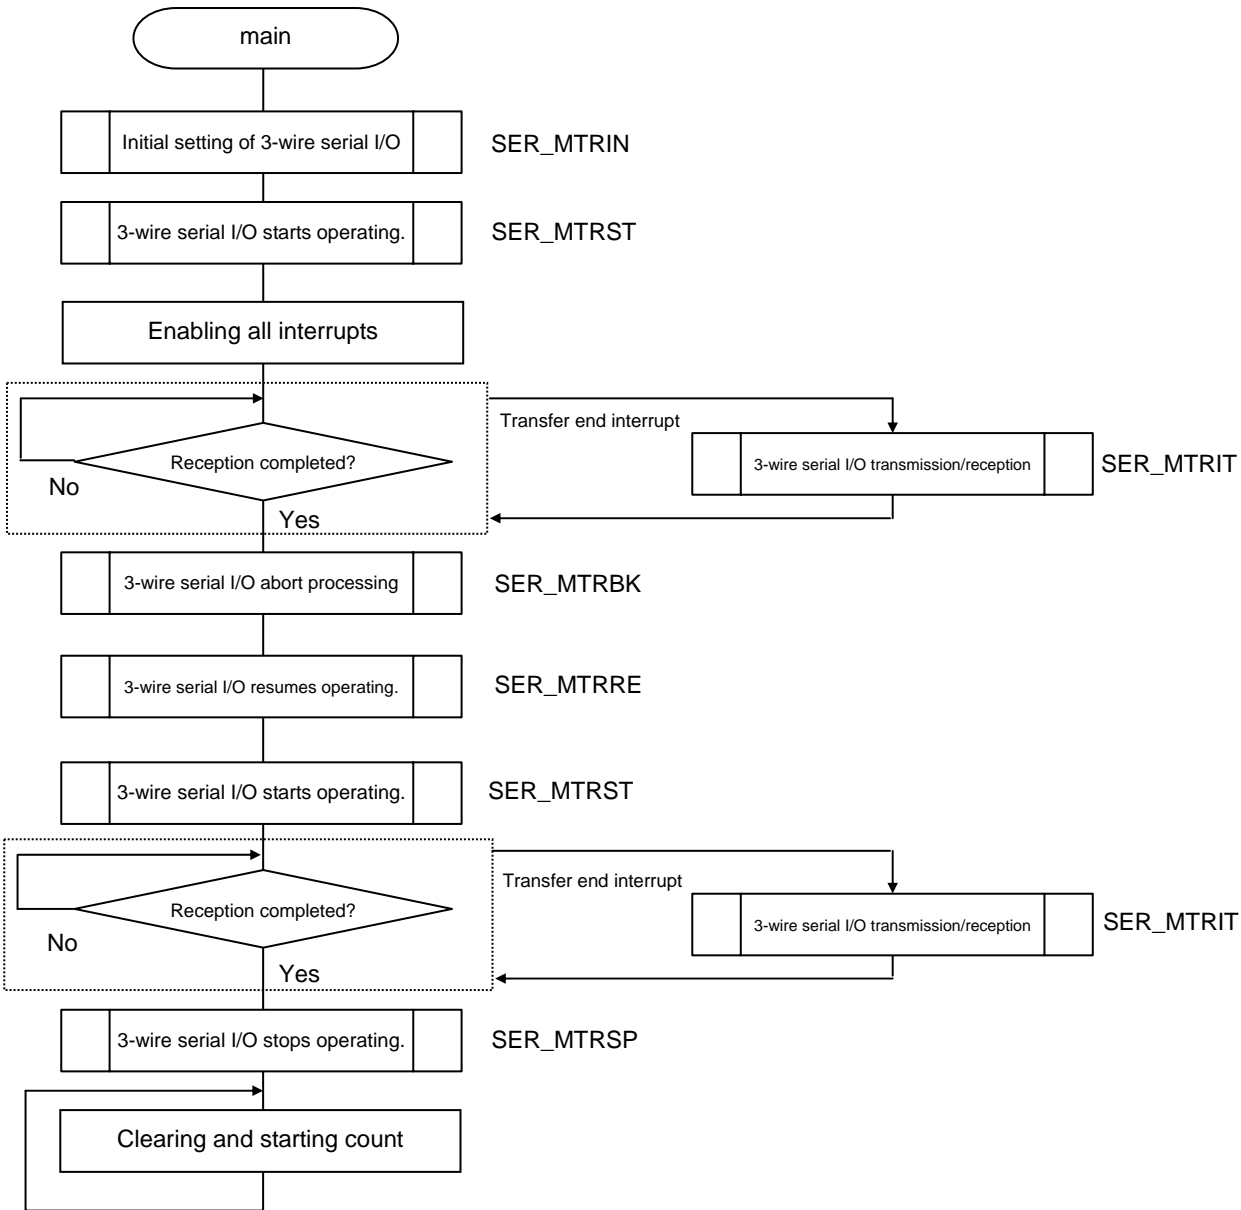 main
Initial setting of 3-wire serial I/O
SER_MTRIN
3-wire serial I/O starts operating.
SER_MTRST
Enabling all interrupts
Transfer end interrupt
Reception completed?
3-wire serial I/O transmission/reception
SER_MTRIT
No
Yes
3-wire serial I/O abort processing
SER_MTRBK
3-wire serial I/O resumes operating.
SER_MTRRE
3-wire serial I/O starts operating.
SER_MTRST
Transfer end interrupt
Reception completed?
3-wire serial I/O transmission/reception
SER_MTRIT
No
Yes
3-wire serial I/O stops operating.
SER_MTRSP
Clearing and starting count